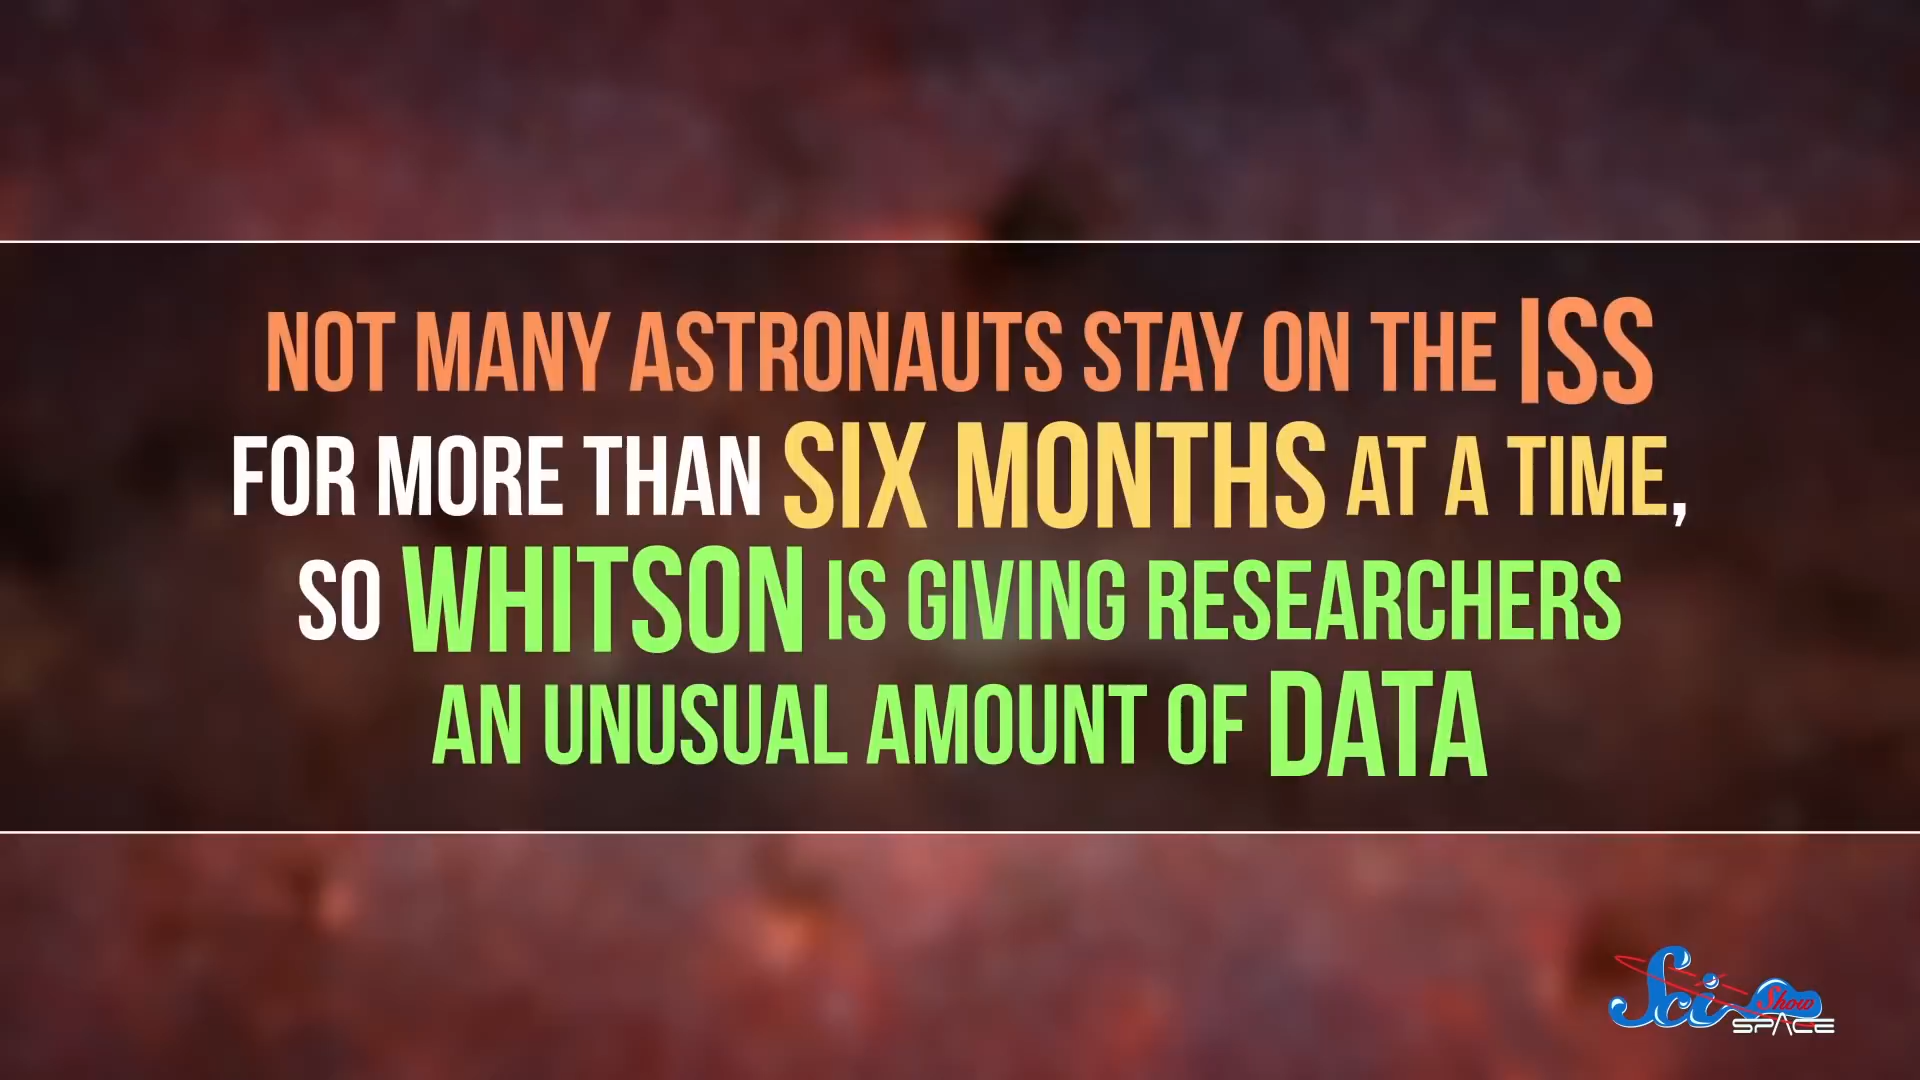 NOT MANY ASTRONAUTS STAY ON THE ISS
FOR MORE THAN SIX MONTHS AT A TIME,
SO WHITSON IS GIVING RESEARCHERS
AN UNUSUAL AMOUNT OF DATA
Sci Show
SPACE